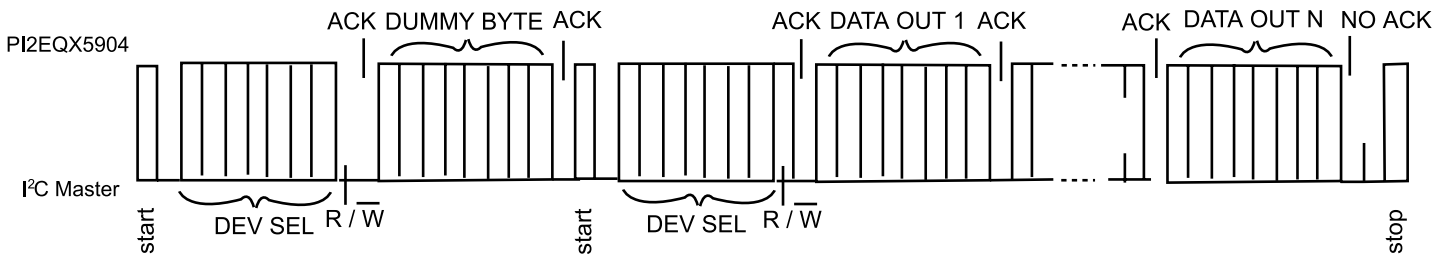 ACK DUMMY BYTE ACK ACK DATA OUT 1 ACK ACK DATA OUT N NO ACK
PI2EQX5904
I²C Master
start DEV SEL R / W̅ start DEV SEL R / W̅ stop